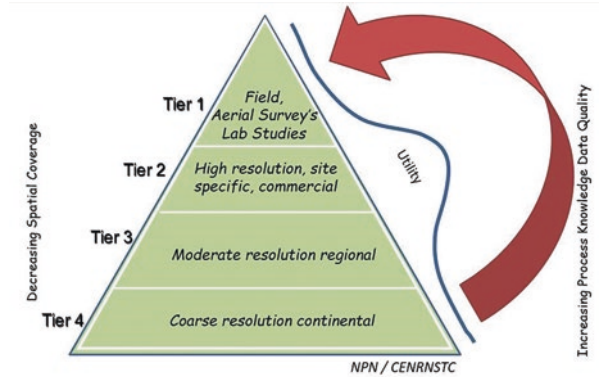 Tier 1
Field,
Aerial Survey's
Lab Studies
Tier 2
High resolution, site
specific, commercial
Tier 3
Moderate resolution regional
Tier 4
Coarse resolution continental
Decreasing Spatial Coverage
Utility
Increasing Process Knowledge Data Quality
NPN / CENRNSTC